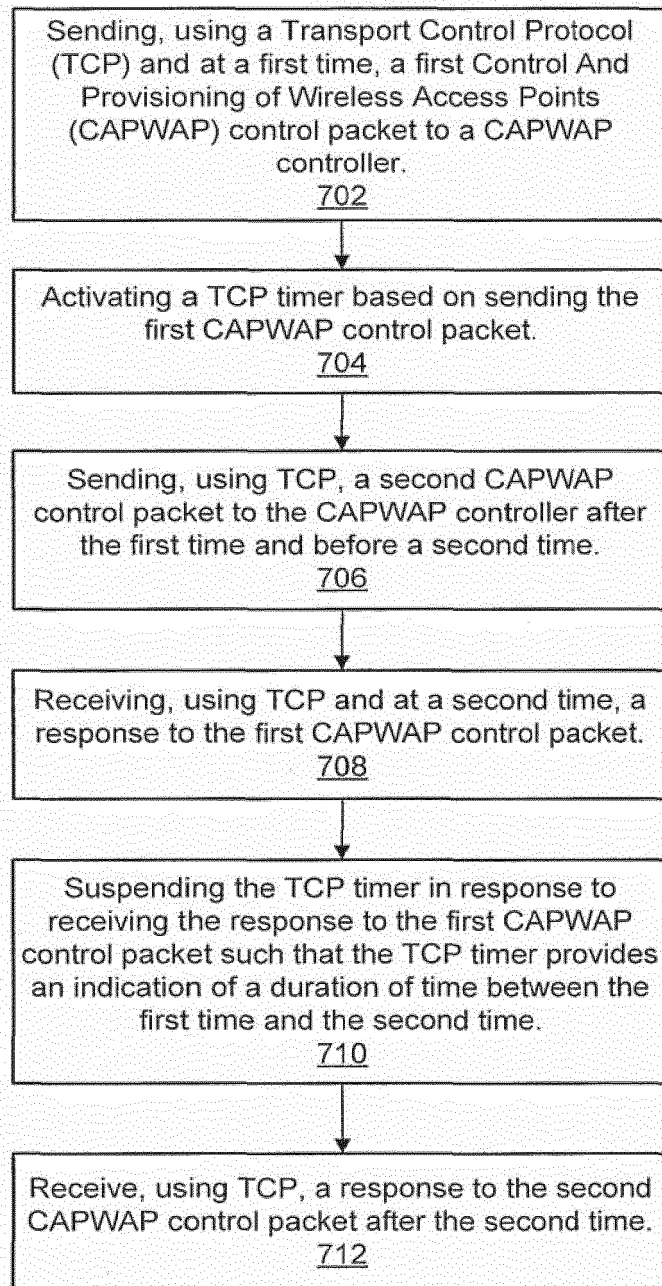 Sending, using a Transport Control Protocol
(TCP) and at a first time, a first Control And
Provisioning of Wireless Access Points
(CAPWAP) control packet to a CAPWAP
controller.
702
Activating a TCP timer based on sending the
first CAPWAP control packet.
704
Sending, using TCP, a second CAPWAP
control packet to the CAPWAP controller after
the first time and before a second time.
706
Receiving, using TCP and at a second time, a
response to the first CAPWAP control packet.
708
Suspending the TCP timer in response to
receiving the response to the first CAPWAP
control packet such that the TCP timer provides
an indication of a duration of time between the
first time and the second time.
710
Receive, using TCP, a response to the second
CAPWAP control packet after the second time.
712